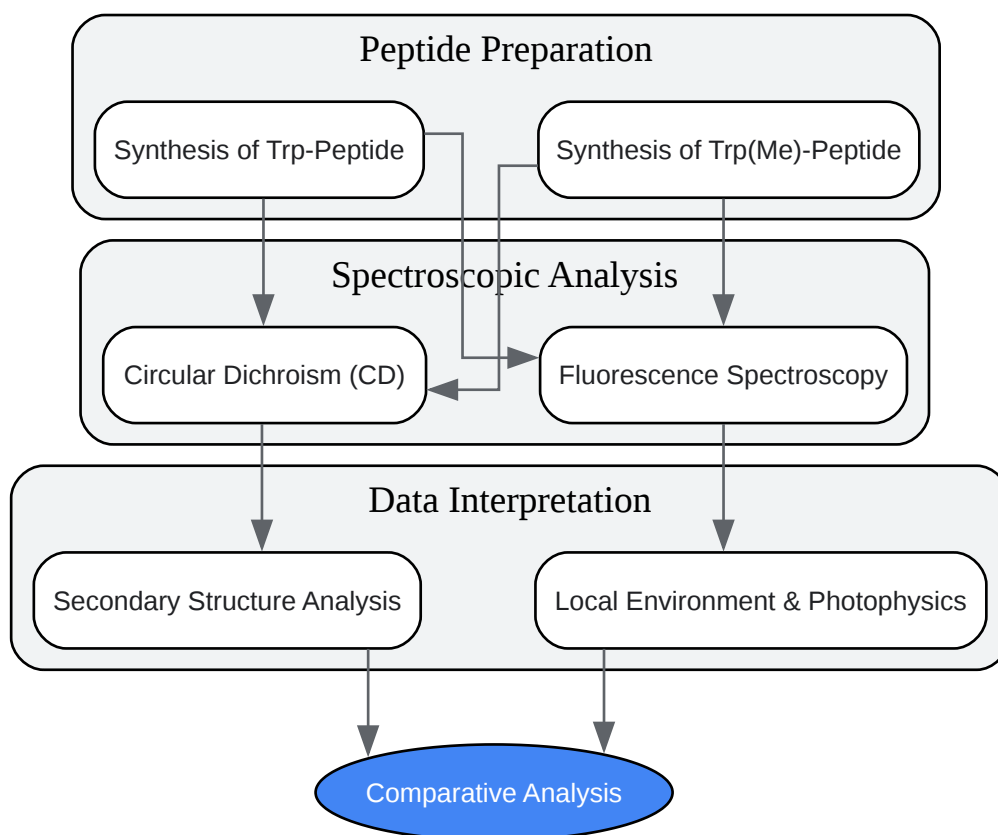 Peptide Preparation
Synthesis of Trp-Peptide
Synthesis of Trp(Me)-Peptide
Spectroscopic Analysis
Circular Dichroism (CD)
Fluorescence Spectroscopy
Data Interpretation
Secondary Structure Analysis
Local Environment & Photophysics
Comparative Analysis